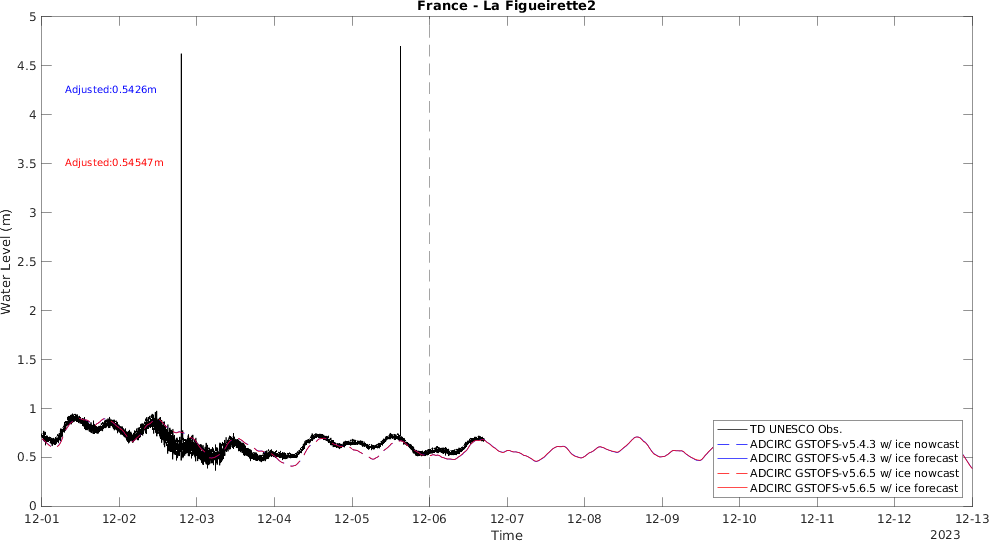 France - La Figueirette2
5
4.5
4
3.5
3
2.5
2
1.5
1
0.5
0
Water Level (m)
Adjusted:0.5426m
Adjusted:0.54547m
TD UNESCO Obs.
ADCIRC GSTOFS-v5.4.3 w/ ice nowcast
ADCIRC GSTOFS-v5.4.3 w/ ice forecast
ADCIRC GSTOFS-v5.6.5 w/ ice nowcast
ADCIRC GSTOFS-v5.6.5 w/ ice forecast
12-01 12-02 12-03 12-04 12-05 12-06 12-07 12-08 12-09 12-10 12-11 12-12 12-13
Time
2023